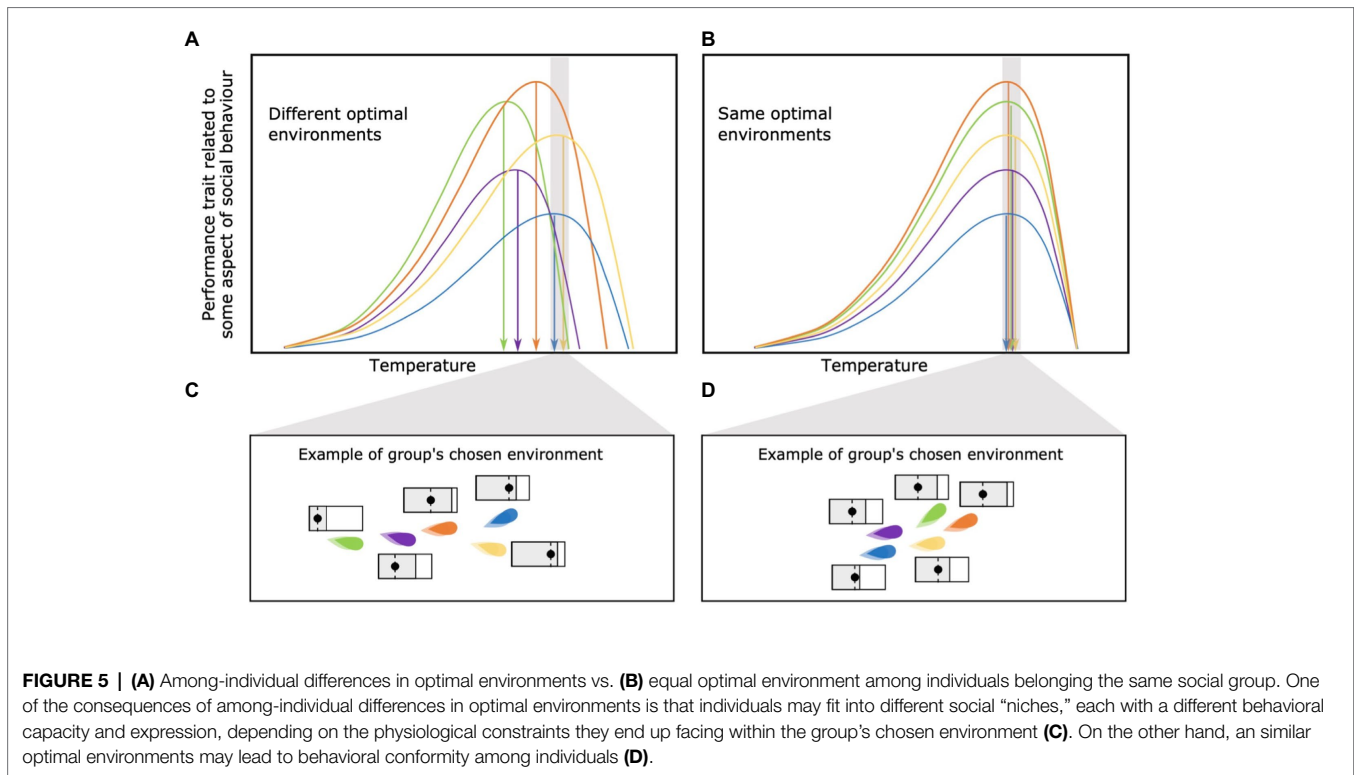 A
B
Performance trait related to
some aspect of social behaviour
Different optimal
environments
Same optimal
environments
Temperature
Temperature
C
D
Example of group's chosen environment
Example of group's chosen environment
FIGURE 5 | (A) Among-individual differences in optimal environments vs. (B) equal optimal environment among individuals belonging the same social group. One
of the consequences of among-individual differences in optimal environments is that individuals may fit into different social “niches,” each with a different behavioral
capacity and expression, depending on the physiological constraints they end up facing within the group’s chosen environment (C). On the other hand, an similar
optimal environments may lead to behavioral conformity among individuals (D).